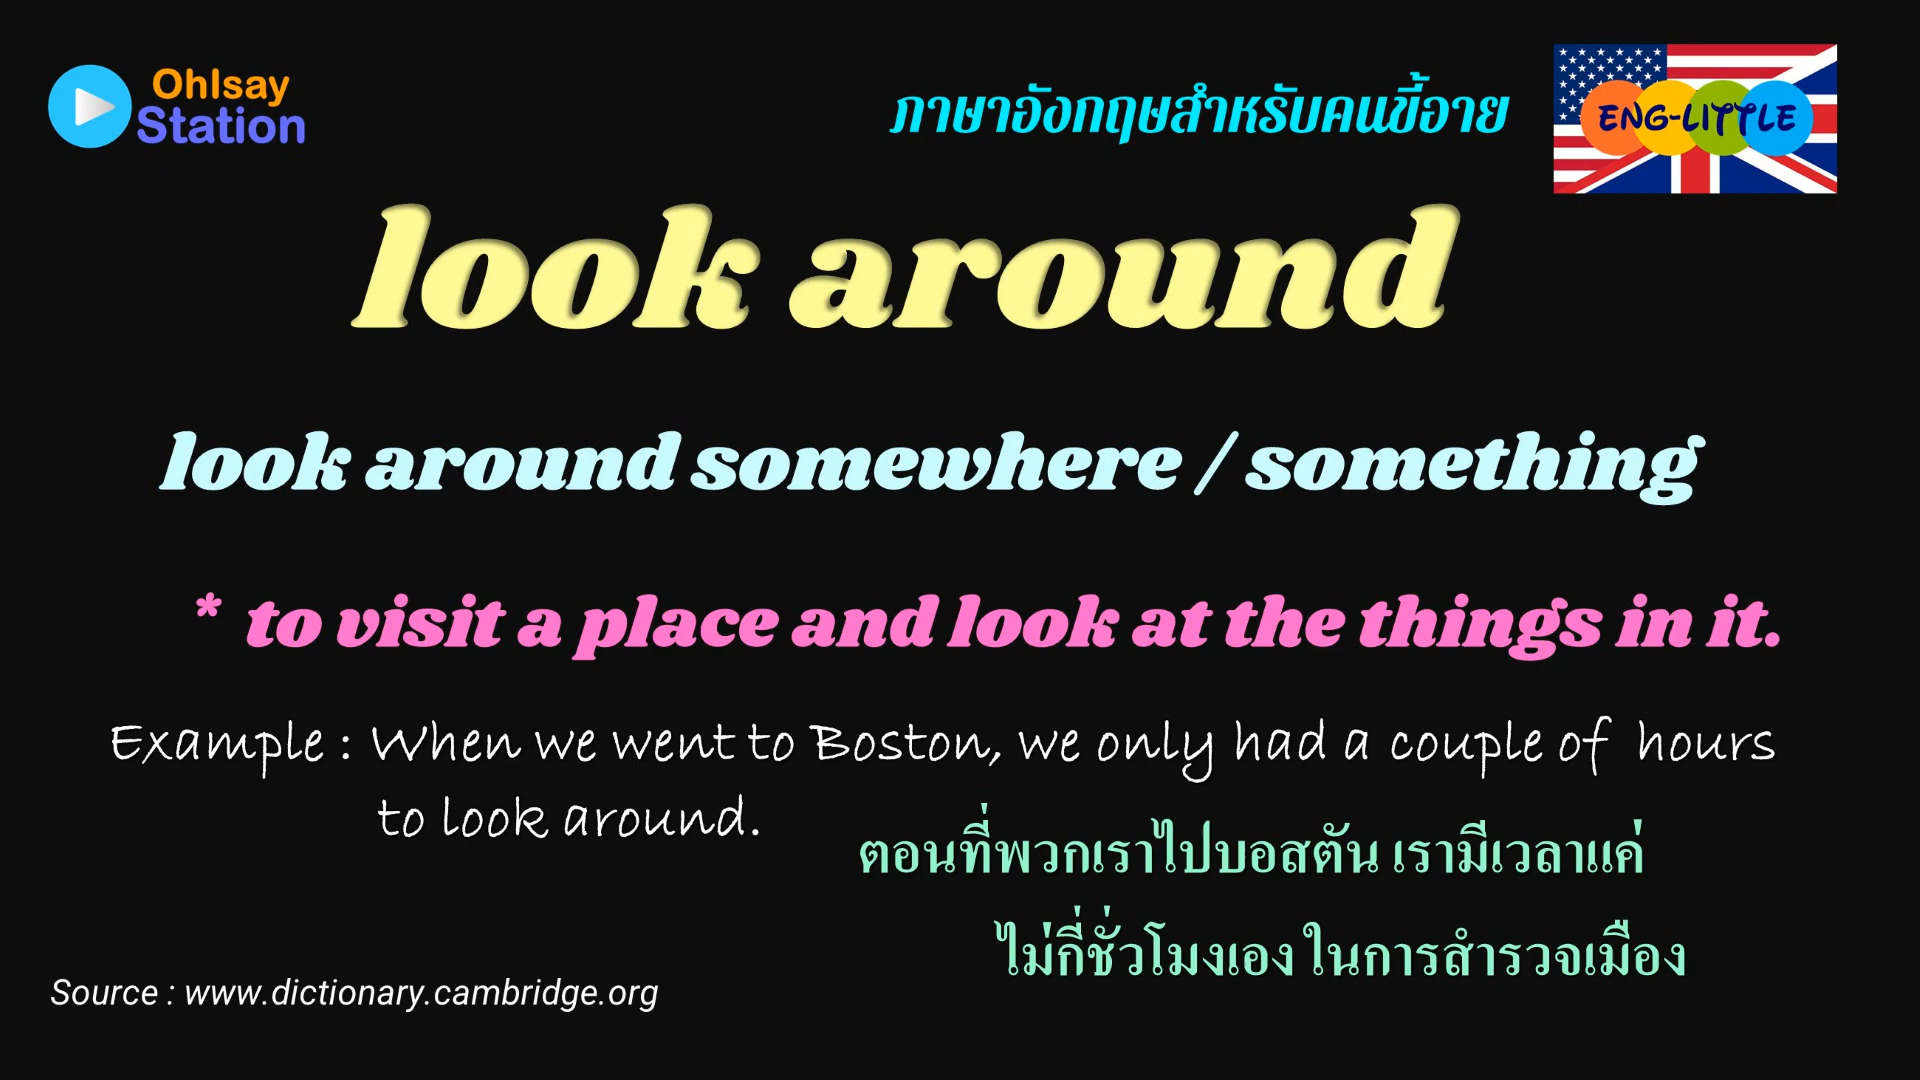 Ohlsay
Station
ภาษาอังกฤษสำหรับคนขี้อาย
ENG-LITTLE
look around
look around somewhere / something
* to visit a place and look at the things in it.
Example : When we went to Boston, we only had a couple of hours
to look around.
ตอนที่พวกเราไปบอสตัน เรามีเวลาแค่
ไม่กี่ชั่วโมงเอง ในการสำรวจเมือง
Source : www.dictionary.cambridge.org